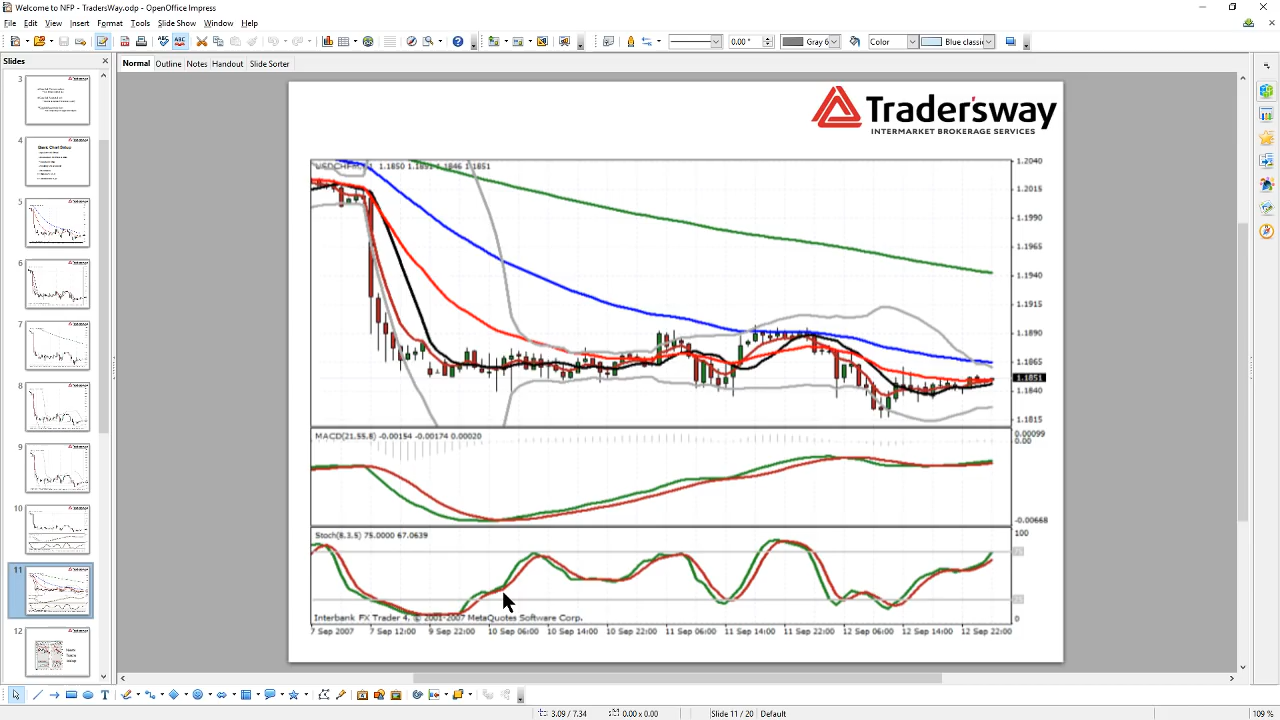 Welcome to NFP - TradersWay.odp - OpenOffice Impress
File Edit View Insert Format Tools Slide Show Window Help
0.00 ° Gray 6 Color Blue classic
Slides
Normal Outline Notes Handout Slide Sorter
3
4
5
6
7
8
9
10
11
12
Tradersway
INTERMARKET BROKERAGE SERVICES
1.1850 1.1851 1.1846 1.1851
1.2040
1.2015
1.1990
1.1965
1.1940
1.1915
1.1890
1.1865
1.1851
1.1840
1.1815
MACD(21,55,8) -0.00154 -0.00174 0.00020
0.00099
0.00
-0.00668
Stoch(8,3,5) 75.0000 67.0639
100
75
25
0
Interbank FX Trader 4, © 2001-2007 MetaQuotes Software Corp.
7 Sep 2007 7 Sep 12:00 9 Sep 22:00 10 Sep 06:00 10 Sep 14:00 10 Sep 22:00 11 Sep 06:00 11 Sep 14:00 11 Sep 22:00 12 Sep 06:00 12 Sep 14:00 12 Sep 22:00
3.09 / 7.34 0.00 x 0.00 Slide 11 / 20 Default 109 %